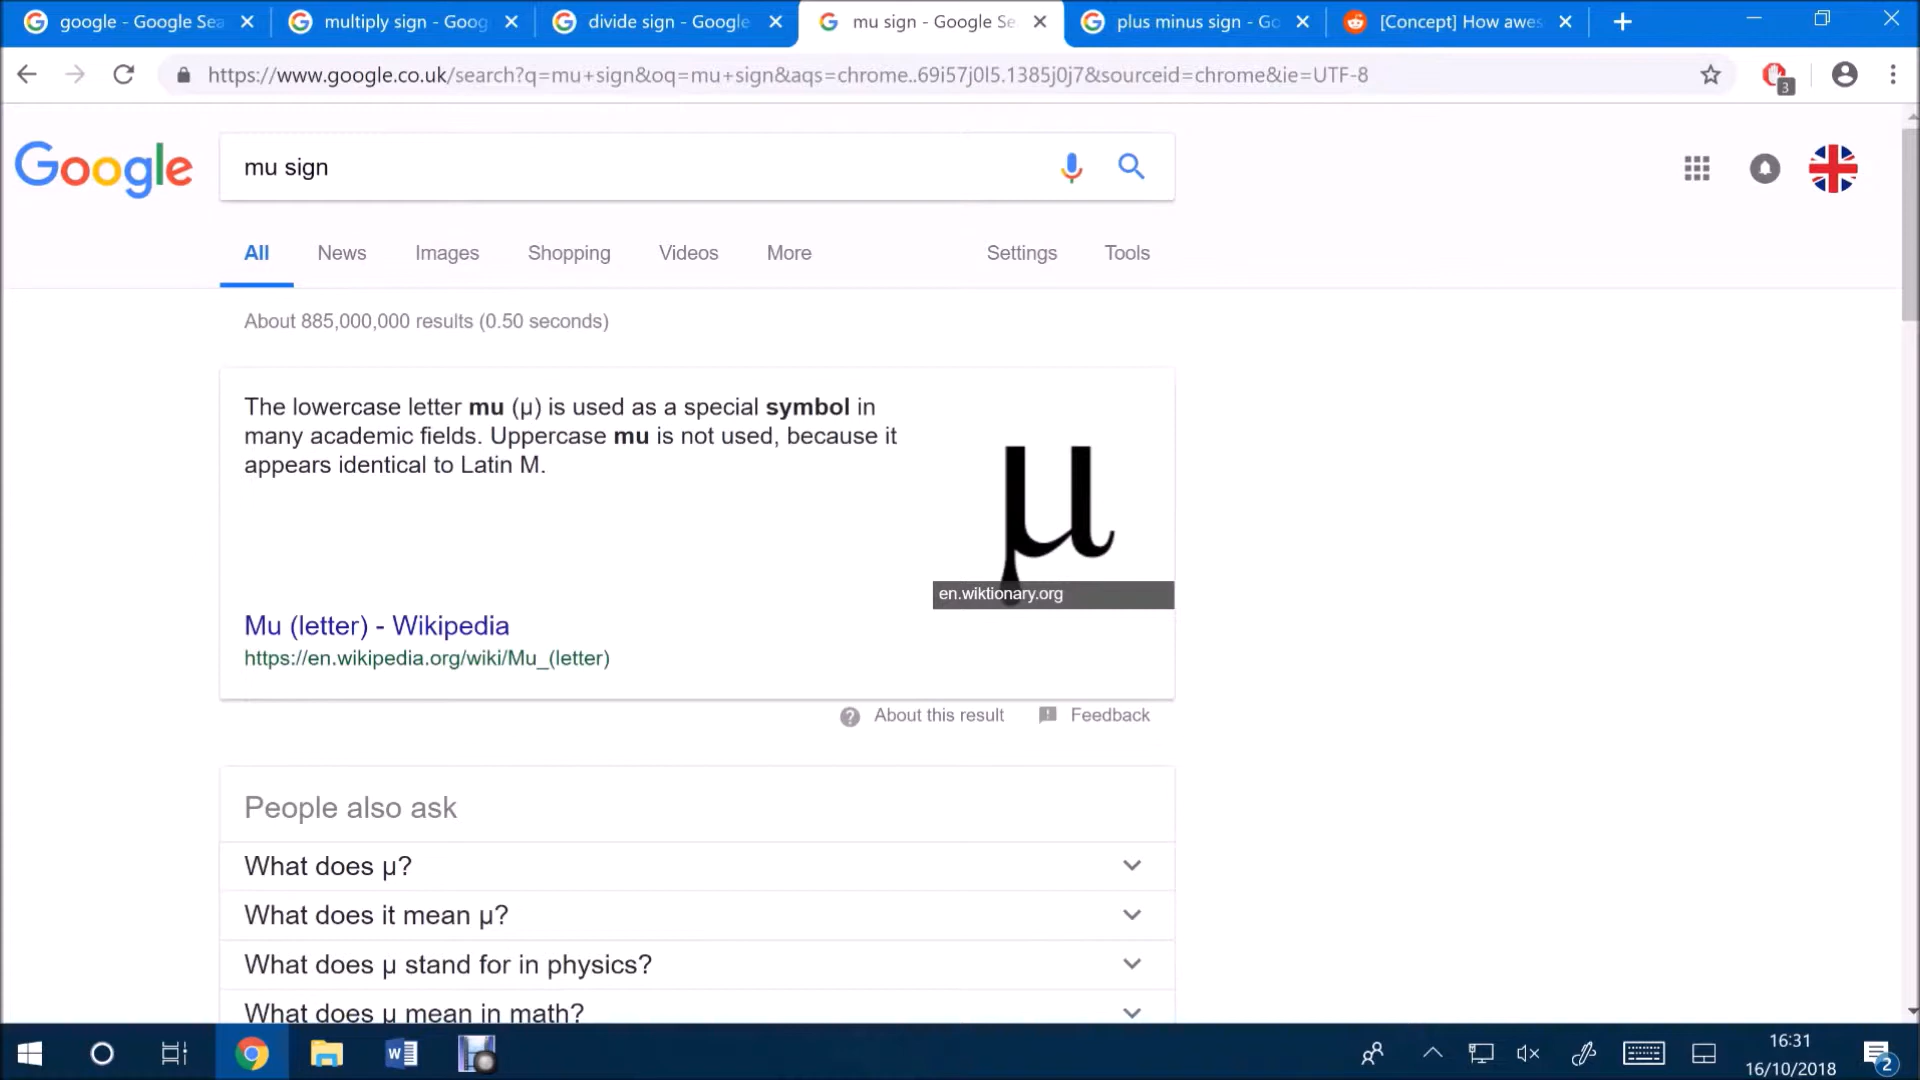 google - Google Sea
multiply sign - Goog
divide sign - Google
mu sign - Google Se
plus minus sign - Go
[Concept] How awes
https://www.google.co.uk/search?q=mu+sign&oq=mu+sign&aqs=chrome..69i57j0l5.1385j0j7&sourceid=chrome&ie=UTF-8
3
Google
mu sign
All News Images Shopping Videos More Settings Tools
About 885,000,000 results (0.50 seconds)
The lowercase letter mu (μ) is used as a special symbol in
many academic fields. Uppercase mu is not used, because it
appears identical to Latin M.
μ
en.wiktionary.org
Mu (letter) - Wikipedia
https://en.wikipedia.org/wiki/Mu_(letter)
About this result Feedback
People also ask
What does μ?
What does it mean μ?
What does μ stand for in physics?
What does μ mean in math?
16:31
16/10/2018
2